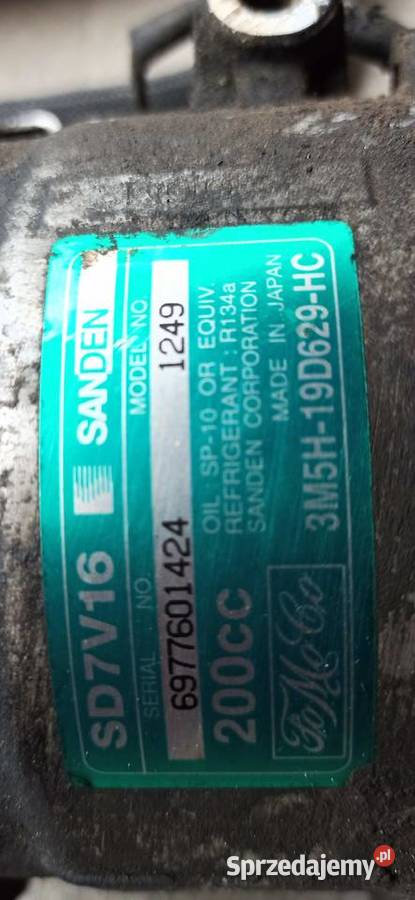 SD7V16 SANDEN
SERIAL NO. MODEL NO.
6977601424 1249
200cc
OIL SP-10 OR EQUIV.
REFRIGERANT : R134a
SANDEN CORPORATION
MADE IN JAPAN
FoMoCo 3M5H-19D629-HC
Sprzedajemy.pl